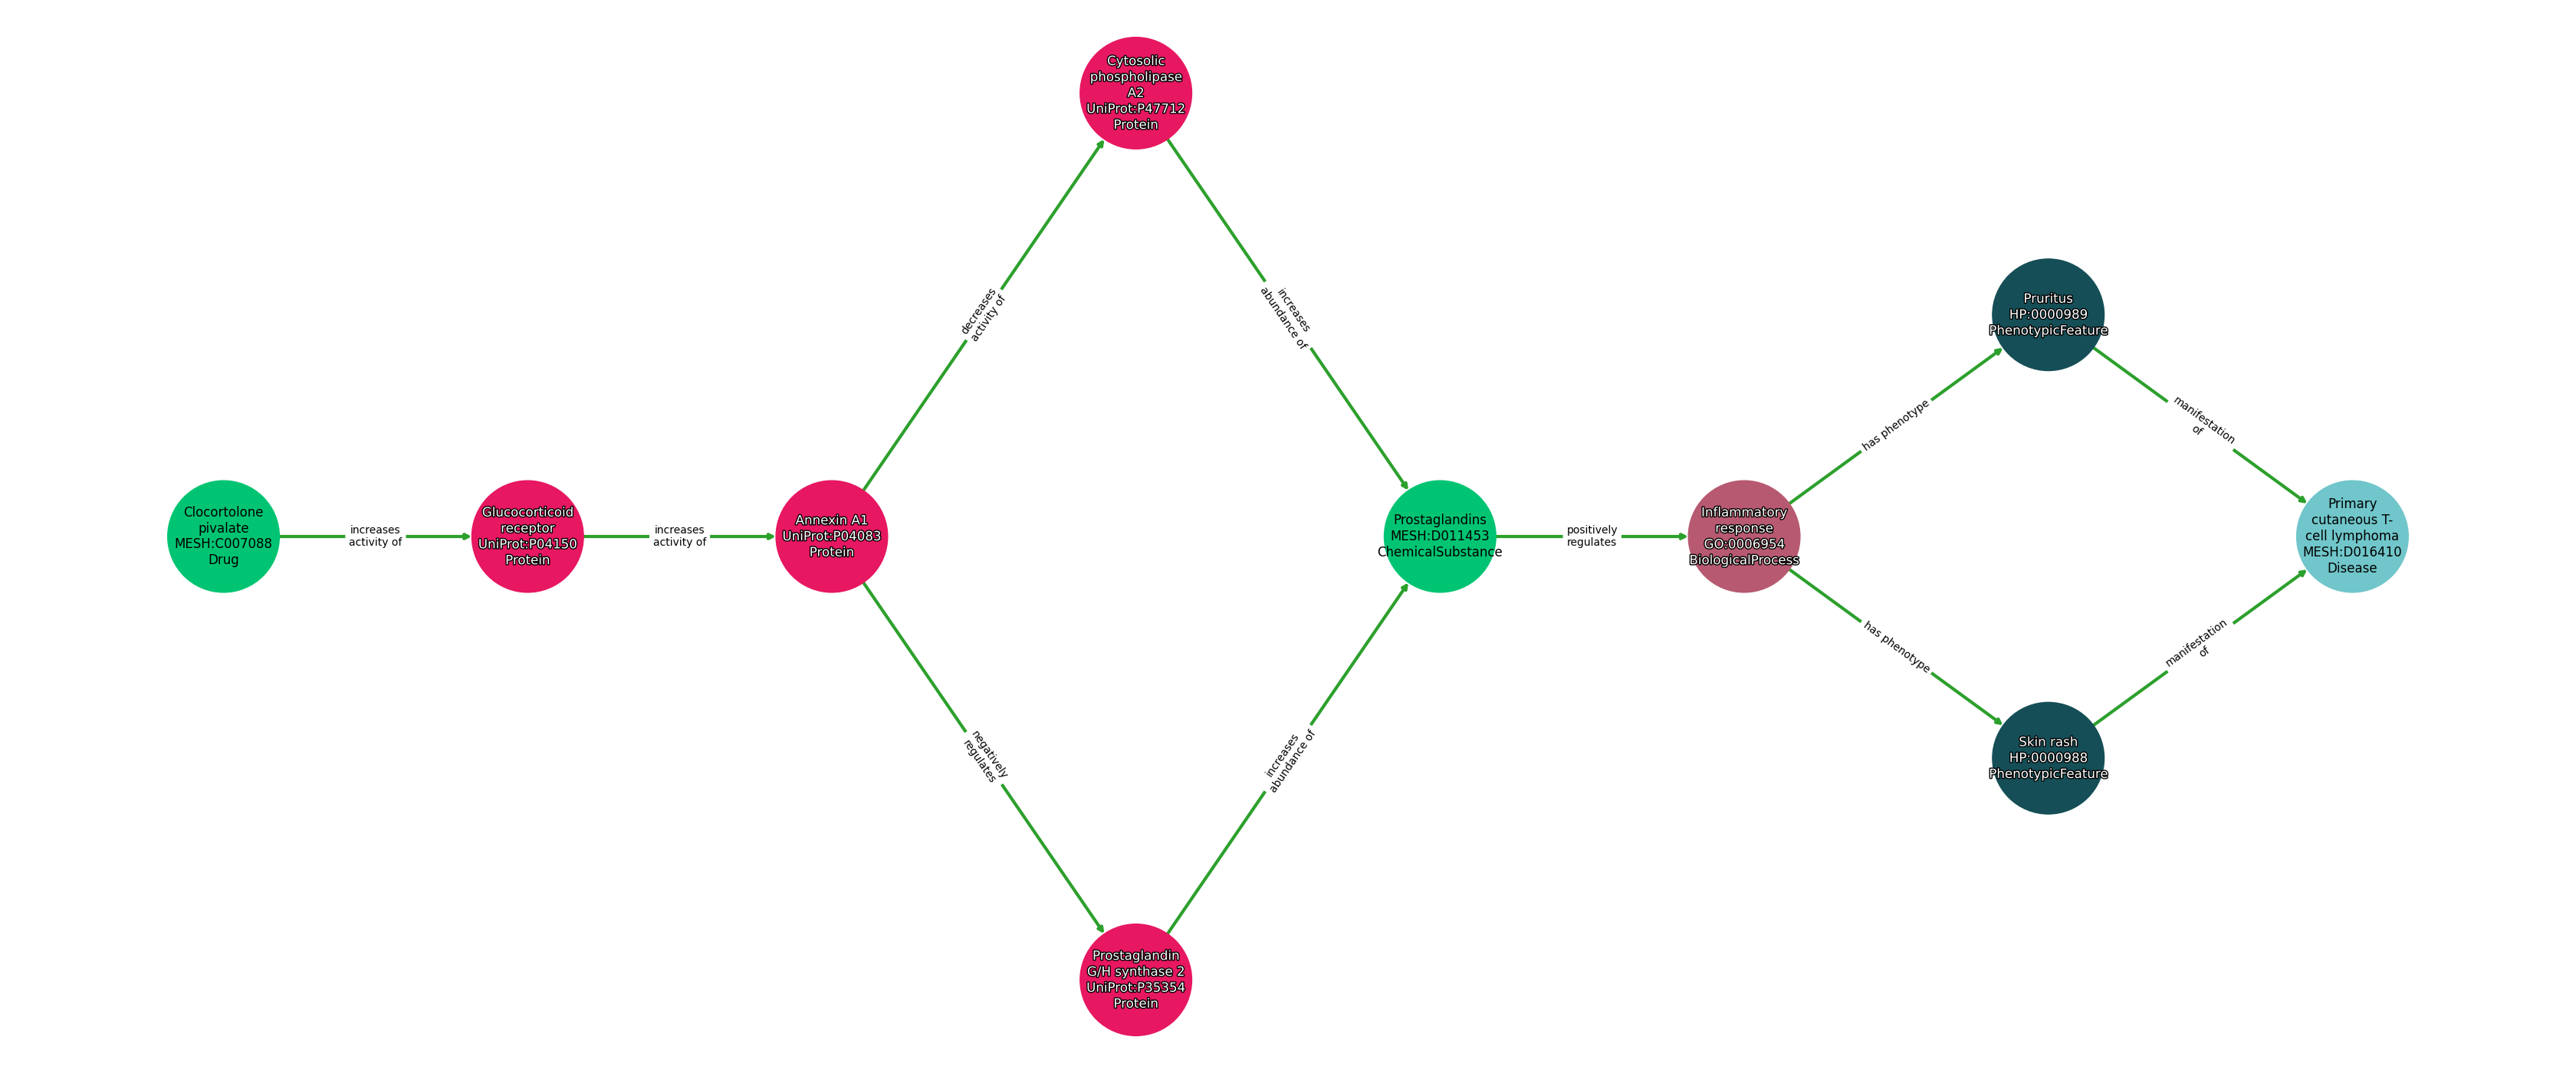 Cytosolic
phospholipase
A2
UniProt:P47712
Protein
decreases
activity of
increases
abundance of
Pruritus
HP:0000989
PhenotypicFeature
has phenotype
manifestation
of
Clocortolone
pivalate
MESH:C007088
Drug
increases
activity of
Glucocorticoid
receptor
UniProt:P04150
Protein
increases
activity of
Annexin A1
UniProt:P04083
Protein
Prostaglandins
MESH:D011453
ChemicalSubstance
positively
regulates
Inflammatory
response
GO:0006954
BiologicalProcess
Primary
cutaneous T-
cell lymphoma
MESH:D016410
Disease
has phenotype
manifestation
of
negatively
regulates
increases
abundance of
Skin rash
HP:0000988
PhenotypicFeature
Prostaglandin
G/H synthase 2
UniProt:P35354
Protein